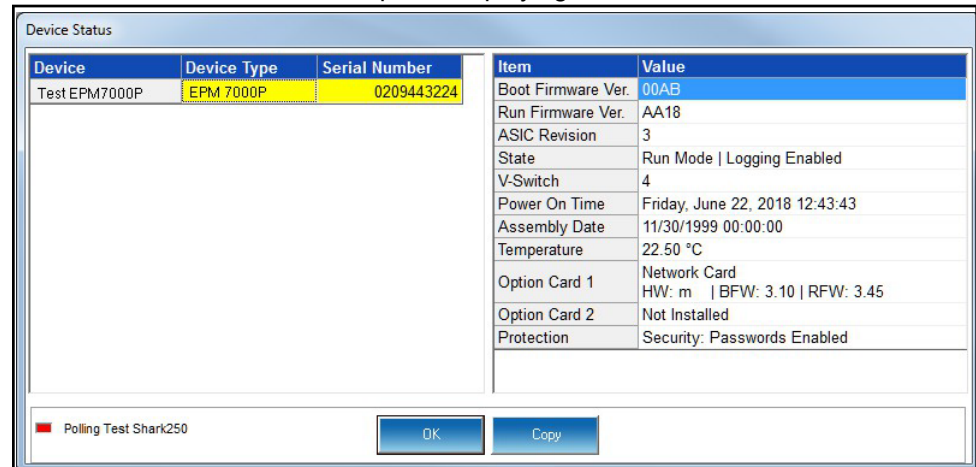 Device Status
Device Device Type Serial Number
Test EPM7000P EPM 7000P 0209443224
Item Value
Boot Firmware Ver. 00AB
Run Firmware Ver. AA18
ASIC Revision 3
State Run Mode | Logging Enabled
V-Switch 4
Power On Time Friday, June 22, 2018 12:43:43
Assembly Date 11/30/1999 00:00:00
Temperature 22.50 °C
Option Card 1 Network Card
HW: m | BFW: 3.10 | RFW: 3.45
Option Card 2 Not Installed
Protection Security: Passwords Enabled
Polling Test Shark250
OK Copy